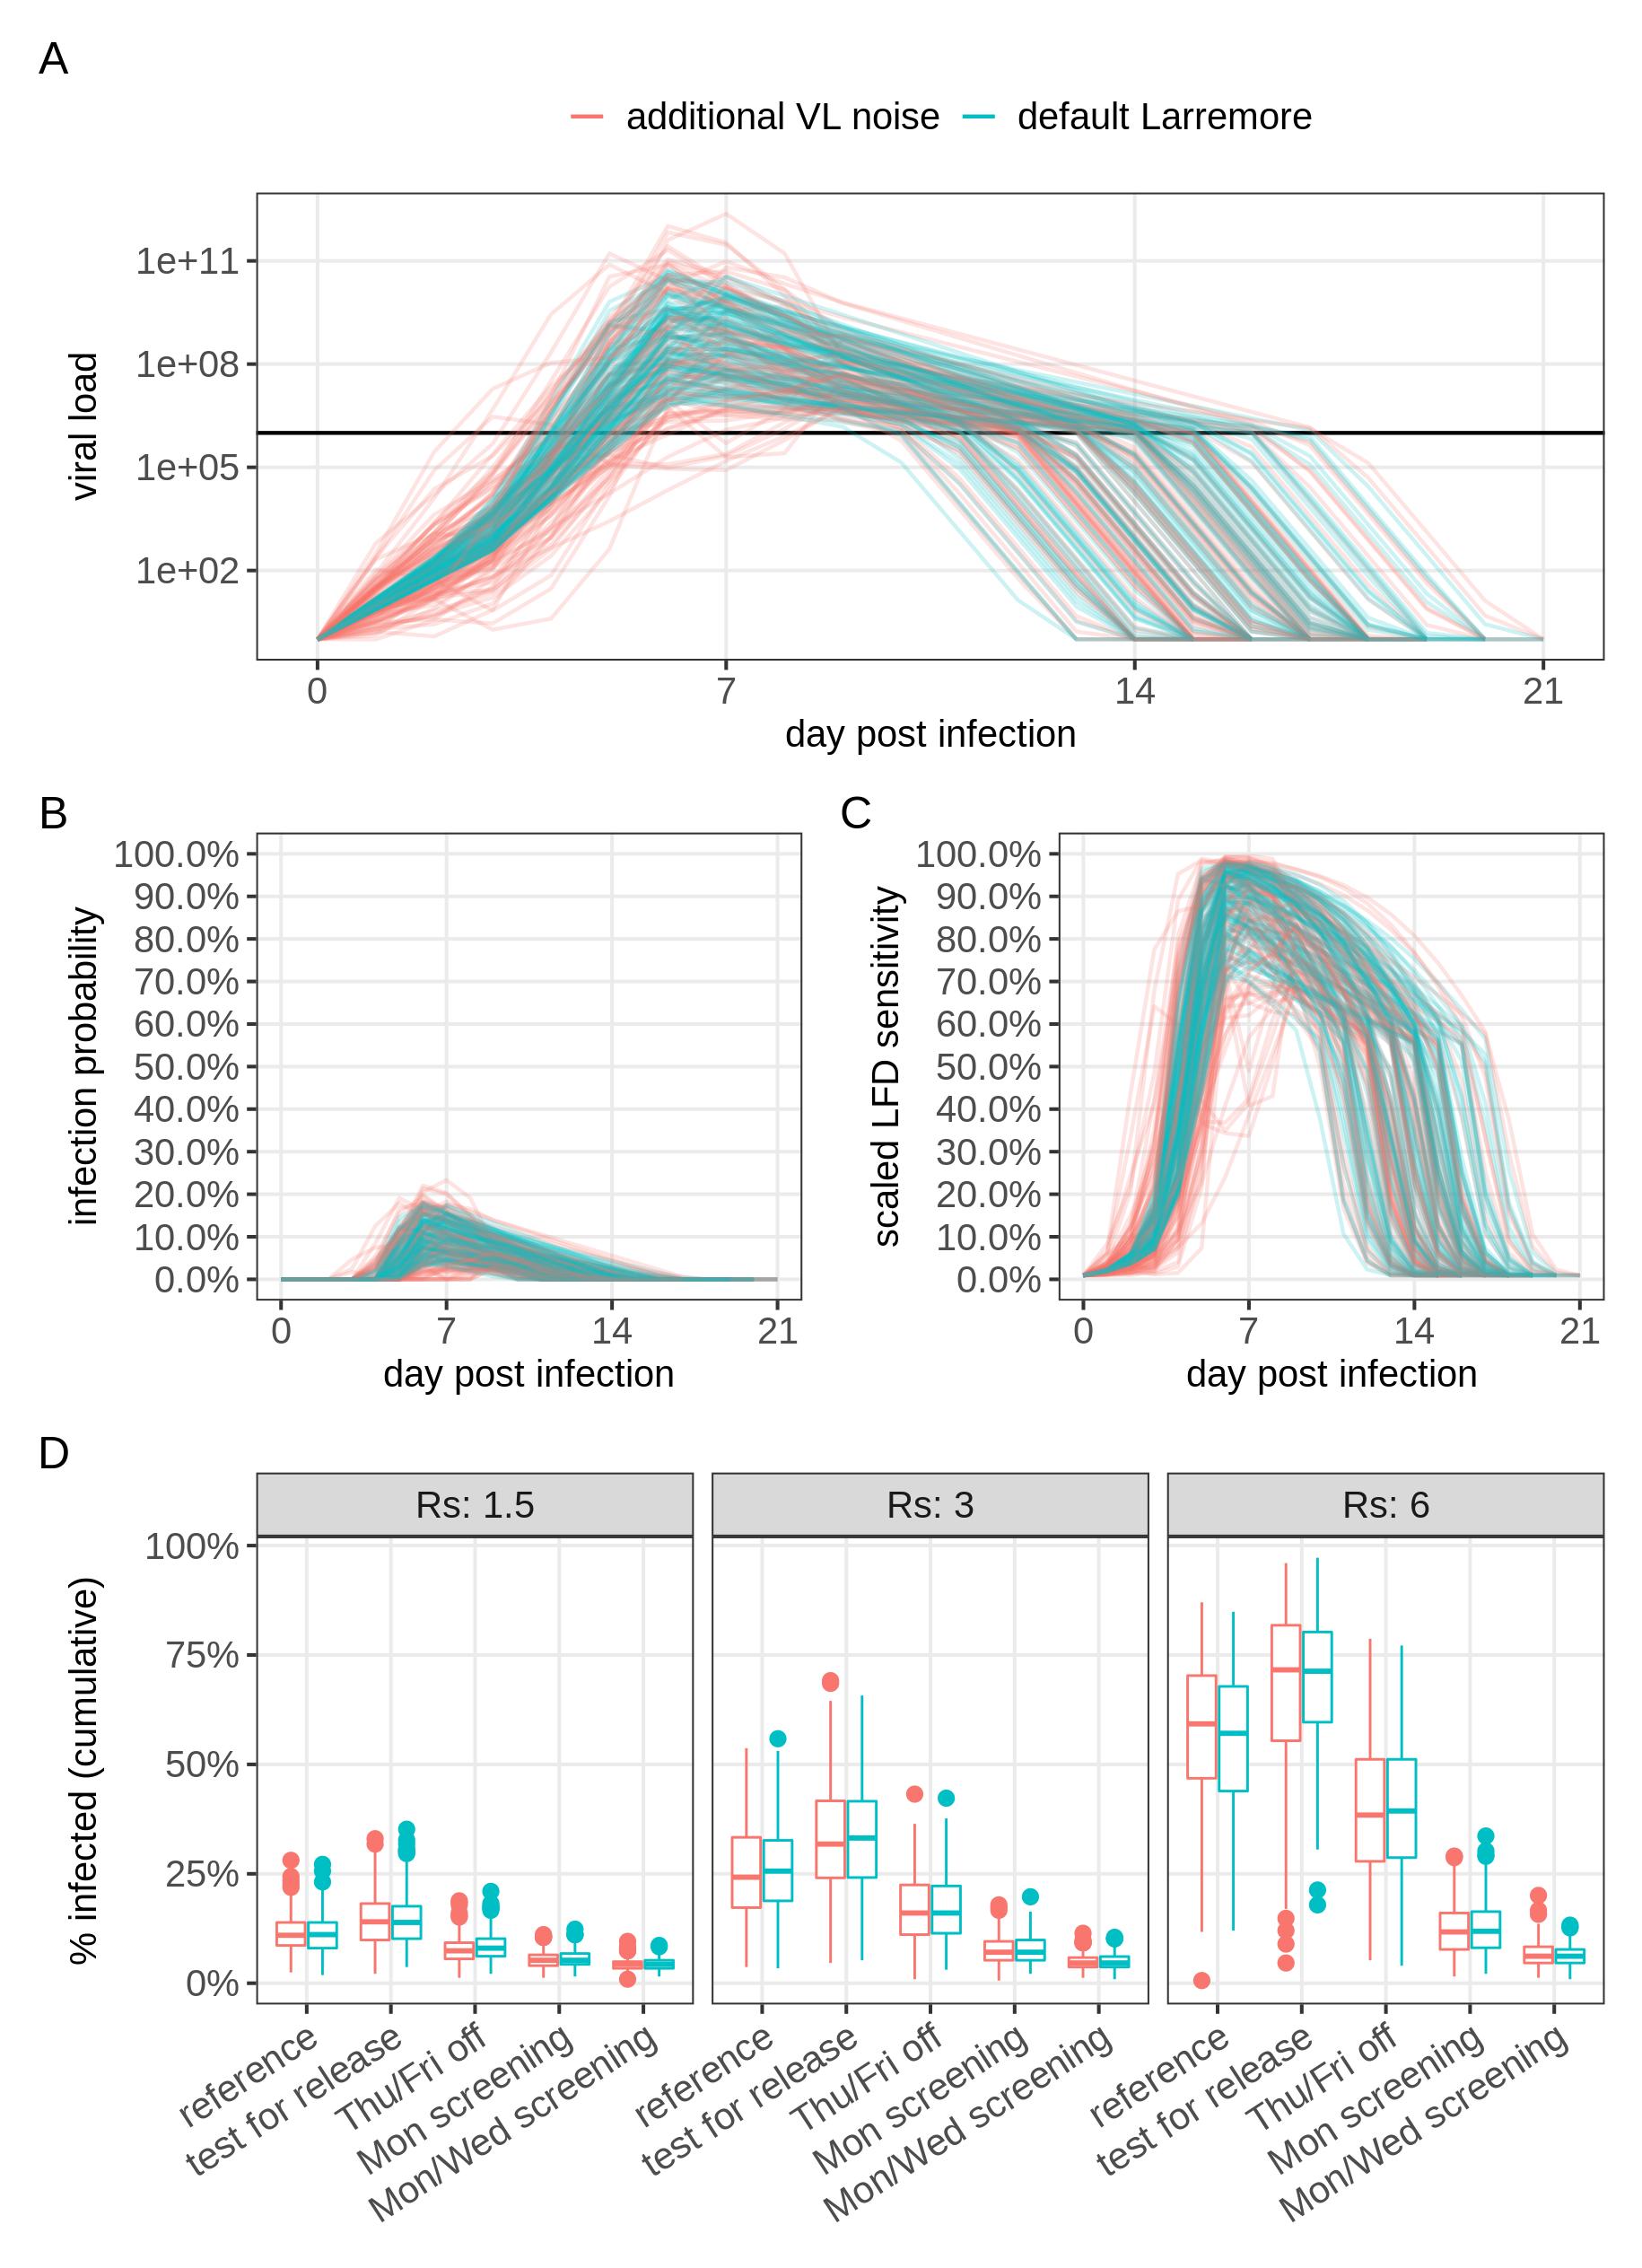 A
additional VL noise default Larremore
1e+11
1e+08
1e+05
1e+02
viral load
0 7 14 21
day post infection
B
100.0%
90.0%
80.0%
70.0%
60.0%
50.0%
40.0%
30.0%
20.0%
10.0%
0.0%
infection probability
0 7 14 21
day post infection
C
100.0%
90.0%
80.0%
70.0%
60.0%
50.0%
40.0%
30.0%
20.0%
10.0%
0.0%
scaled LFD sensitivity
0 7 14 21
day post infection
D
Rs: 1.5 Rs: 3 Rs: 6
100%
75%
50%
25%
0%
% infected (cumulative)
reference
test for release
Thu/Fri off
Mon screening
Mon/Wed screening
reference
test for release
Thu/Fri off
Mon screening
Mon/Wed screening
reference
test for release
Thu/Fri off
Mon screening
Mon/Wed screening